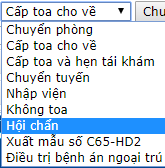 Cấp toa cho về Chu
Chuyển phòng
Cấp toa cho về
Cấp toa và hẹn tái khám
Chuyển tuyến
Nhập viện
Không toa
Hội chẩn
Xuất mẫu số C65-HD2
Điều trị bệnh án ngoại trú